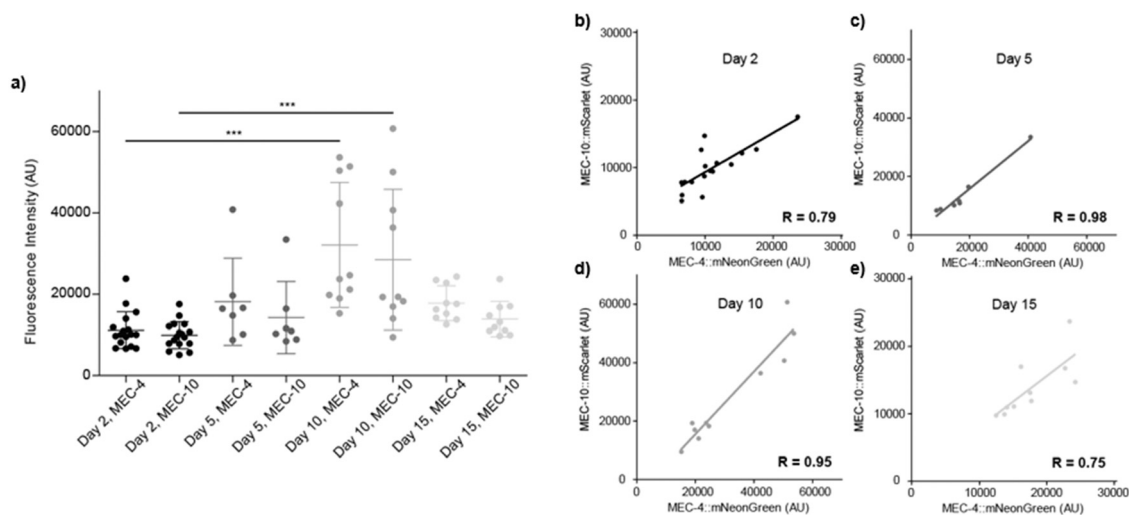 a)
Fluorescence Intensity (AU)
60000
40000
20000
0
***
***
Day 2, MEC-4
Day 2, MEC-10
Day 5, MEC-4
Day 5, MEC-10
Day 10, MEC-4
Day 10, MEC-10
Day 15, MEC-4
Day 15, MEC-10
b)
Day 2
MEC-10::mScarlet (AU)
30000
20000
10000
0
0 10000 20000 30000
MEC-4::mNeonGreen (AU)
R = 0.79
c)
Day 5
MEC-10::mScarlet (AU)
60000
40000
20000
0
0 20000 40000 60000
MEC-4::mNeonGreen (AU)
R = 0.98
d)
Day 10
MEC-10::mScarlet (AU)
60000
40000
20000
0
0 20000 40000 60000
MEC-4::mNeonGreen (AU)
R = 0.95
e)
Day 15
MEC-10::mScarlet (AU)
30000
20000
10000
0
0 10000 20000 30000
MEC-4::mNeonGreen (AU)
R = 0.75